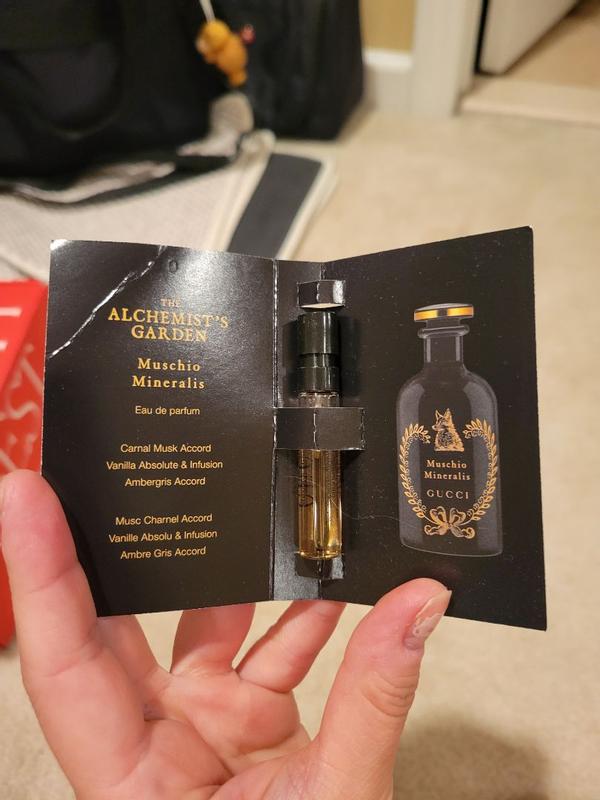 THE
ALCHEMIST'S
GARDEN
Muschio
Mineralis
Eau de parfum
Carnal Musk Accord
Vanilla Absolute & Infusion
Ambergris Accord
Musc Charnel Accord
Vanille Absolu & Infusion
Ambre Gris Accord
Muschio
Mineralis
GUCCI